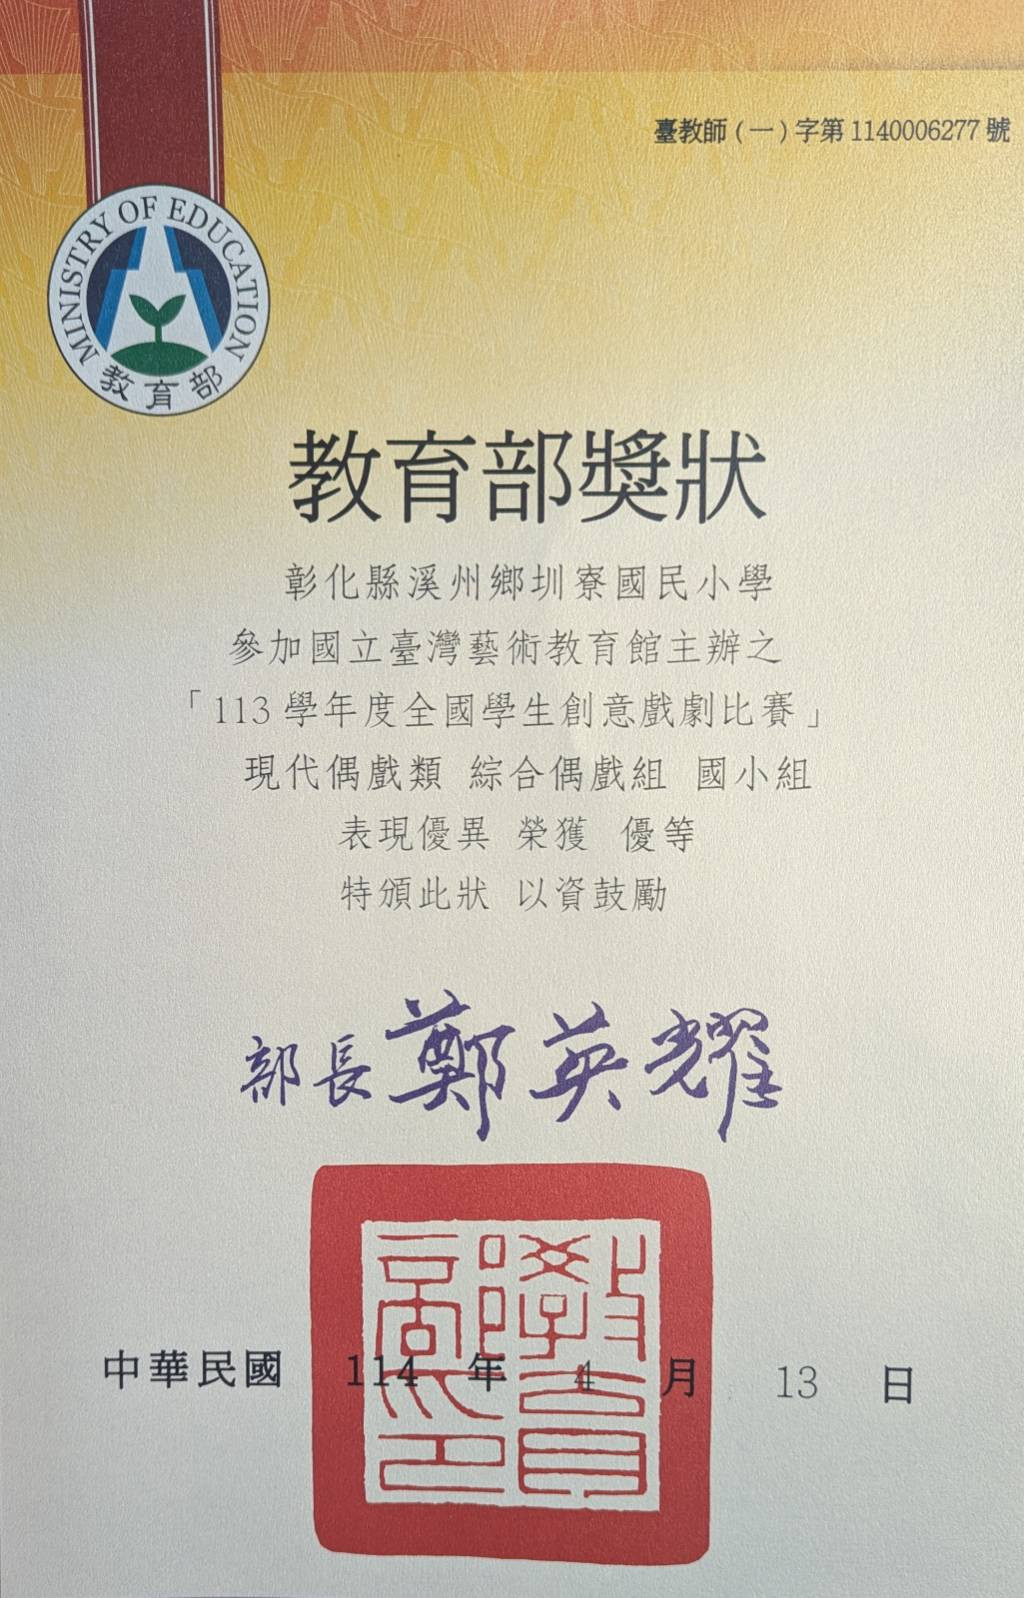 臺教師(一)字第1140006277號
MINISTRY OF EDUCATION
教育部
教育部獎狀
彰化縣溪州鄉圳寮國民小學
參加國立臺灣藝術教育館主辦之
「113學年度全國學生創意戲劇比賽」
現代偶戲類 綜合偶戲組 國小組
表現優異 榮獲 優等
特頒此狀 以資鼓勵
部長鄭英耀
教育部印
中華民國 114 年 4 月 13 日